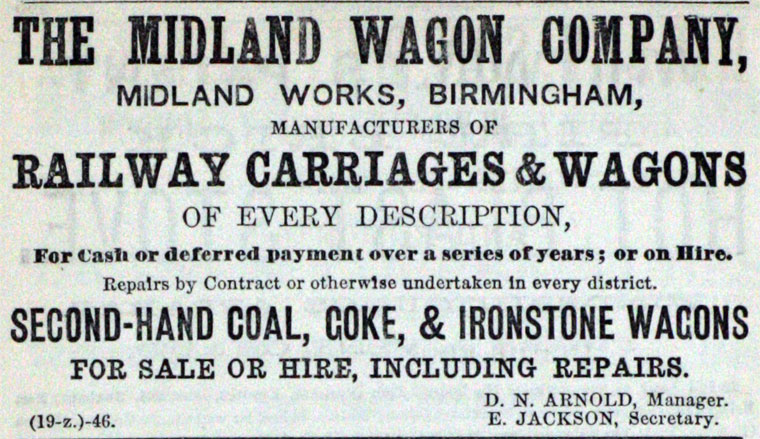 THE MIDLAND WAGON COMPANY,
MIDLAND WORKS, BIRMINGHAM,
MANUFACTURERS OF
RAILWAY CARRIAGES & WAGONS
OF EVERY DESCRIPTION,
For Cash or deferred payment over a series of years; or on Hire.
Repairs by Contract or otherwise undertaken in every district.
SECOND-HAND COAL, COKE, & IRONSTONE WAGONS
FOR SALE OR HIRE, INCLUDING REPAIRS.
D. N. ARNOLD, Manager.
(19-z.)-46. E. JACKSON, Secretary.